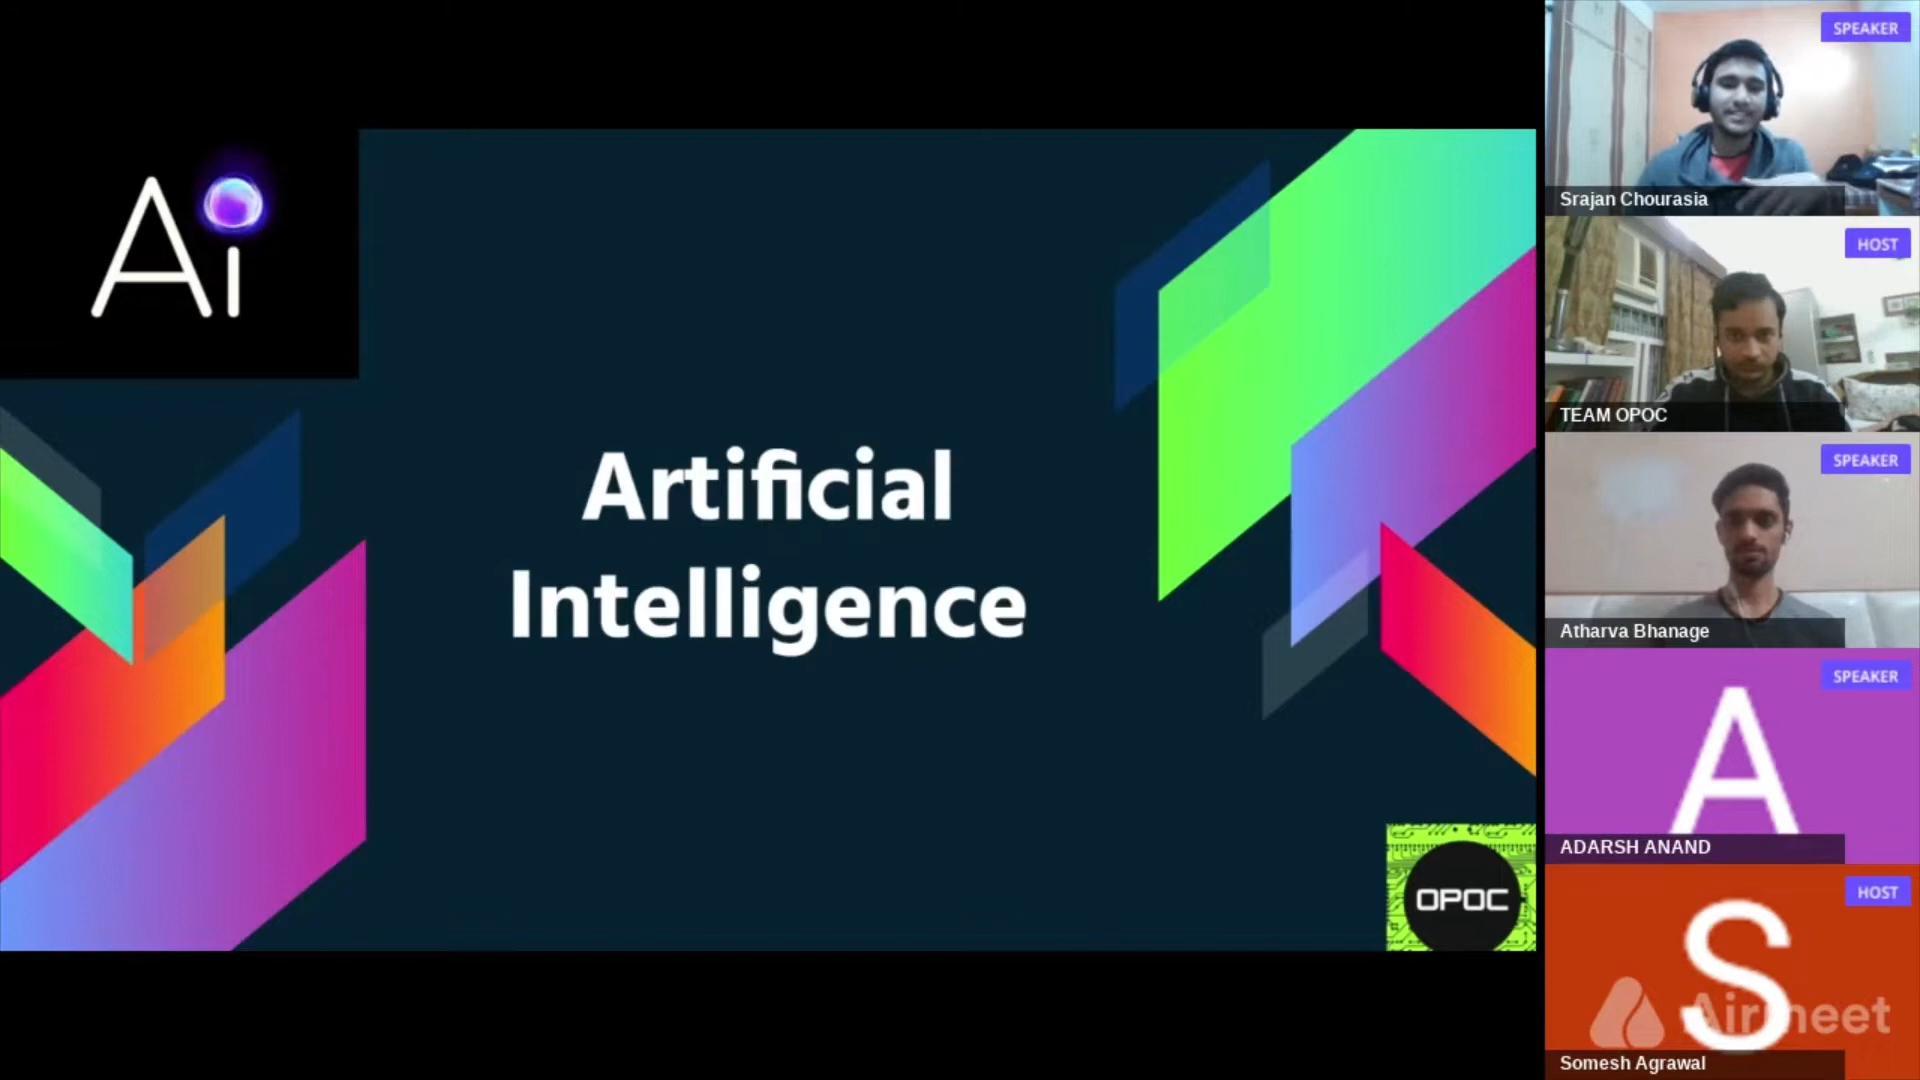 Ai
Artificial
Intelligence
OPOC
SPEAKER
Srajan Chourasia
HOST
TEAM OPOC
SPEAKER
Atharva Bhanage
SPEAKER
A
ADARSH ANAND
HOST
S
Airmeet
Somesh Agrawal